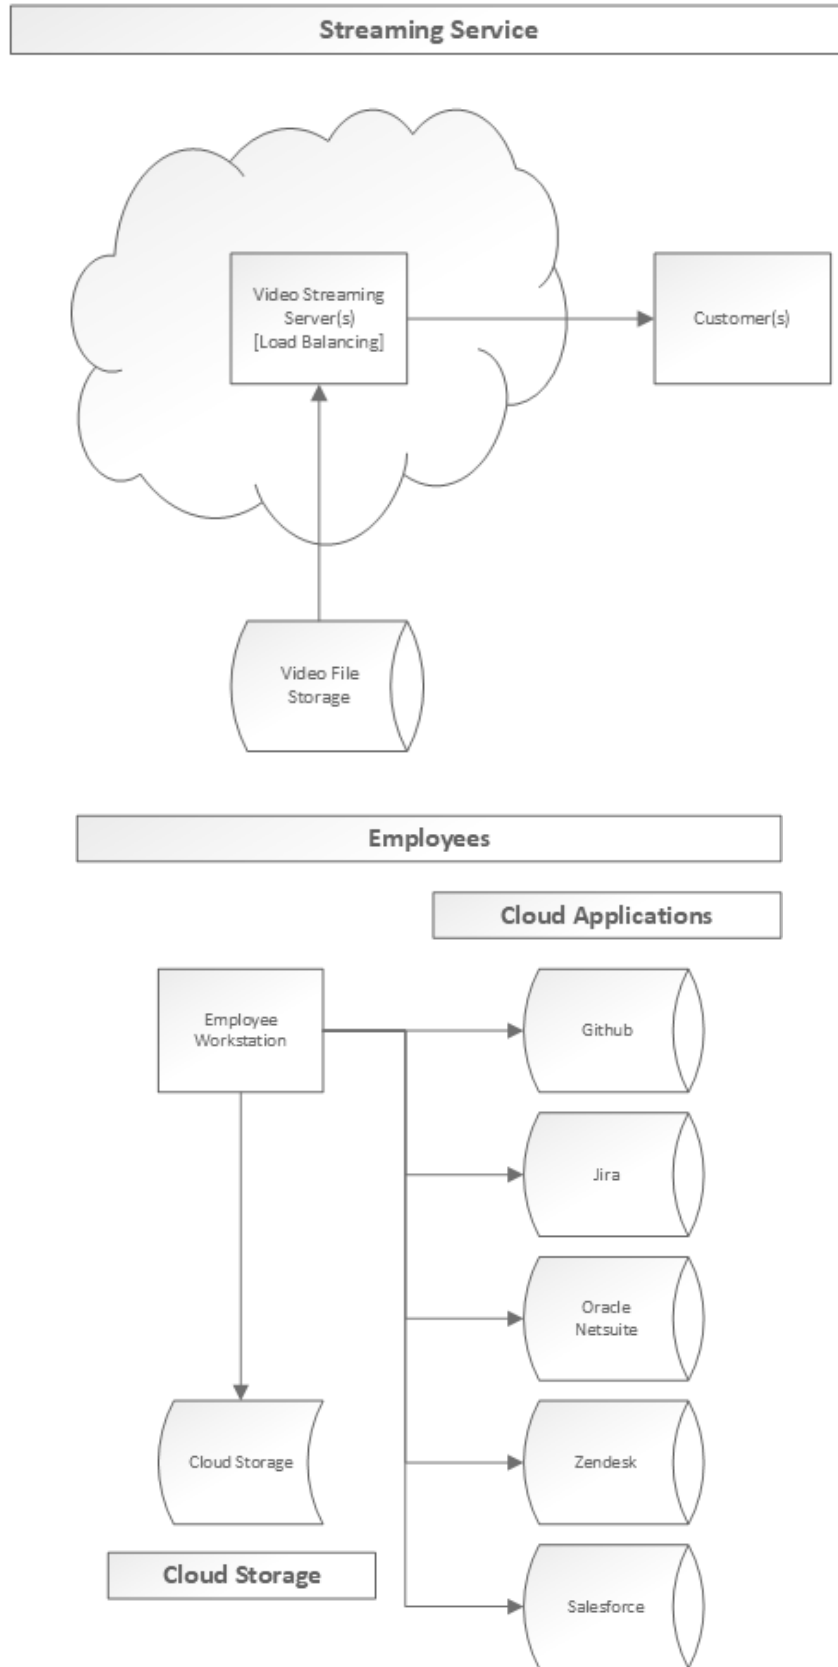 Streaming Service
Video Streaming
Server(s)
[Load Balancing]
Customer(s)
Video File
Storage
Employees
Cloud Applications
Employee
Workstation
Github
Jira
Oracle
Netsuite
Cloud Storage
Zendesk
Cloud Storage
Salesforce